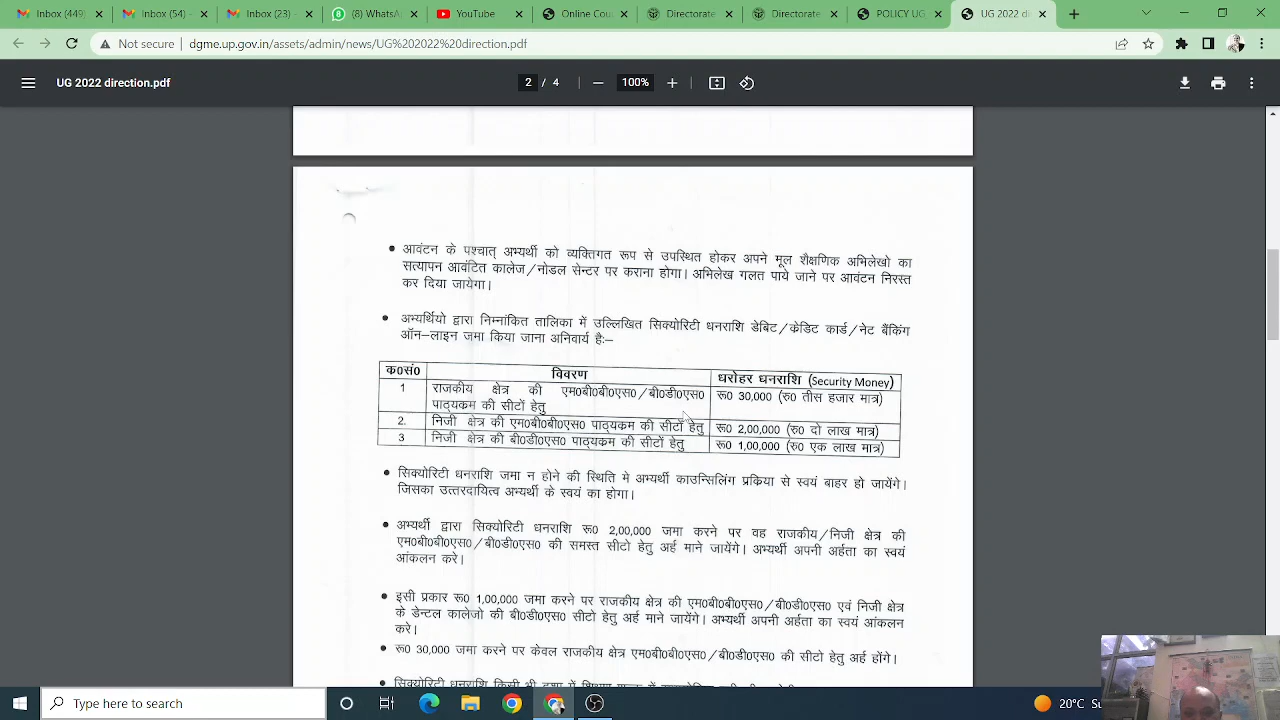 Inbox (449)
Inbox (54) -
Inbox (23) -
(8) WhatsA
YouTube
Online Cou
Directorate
Directorate
POLICY UG
UG 2022 di
Not secure
dgme.up.gov.in/assets/admin/news/UG%202022%20direction.pdf
UG 2022 direction.pdf
2 / 4
100%
आवंटन के पश्चात् अभ्यर्थी को व्यक्तिगत रूप से उपस्थित होकर अपने मूल शैक्षणिक अभिलेखो का
सत्यापन आवंटित कालेज/नोडल सेन्टर पर कराना होगा। अभिलेख गलत पाये जाने पर आवंटन निरस्त
कर दिया जायेगा।
अभ्यर्थियो द्वारा निम्नांकित तालिका में उल्लिखित सिक्योरिटी धनराशि डेबिट/क्रेडिट कार्ड/नेट बैंकिंग
ऑन–लाइन जमा किया जाना अनिवार्य है:–
क0सं0 विवरण धरोहर धनराशि (Security Money)
1 राजकीय क्षेत्र की एम0बी0बी0एस0/बी0डी0एस0 रू0 30,000 (रु0 तीस हजार मात्र)
पाठ्यक्रम की सीटों हेतु
2. निजी क्षेत्र की एम0बी0बी0एस0 पाठ्यक्रम की सीटों हेतु रू0 2,00,000 (रु0 दो लाख मात्र)
3 निजी क्षेत्र की बी0डी0एस0 पाठ्यक्रम की सीटों हेतु रू0 1,00,000 (रु0 एक लाख मात्र)
सिक्योरिटी धनराशि जमा न होने की स्थिति मे अभ्यर्थी काउन्सिलिंग प्रक्रिया से स्वयं बाहर हो जायेंगे।
जिसका उत्तरदायित्व अभ्यर्थी के स्वयं का होगा।
अभ्यर्थी द्वारा सिक्योरिटी धनराशि रू0 2,00,000 जमा करने पर वह राजकीय/निजी क्षेत्र की
एम0बी0बी0एस0/बी0डी0एस0 की समस्त सीटो हेतु अर्ह माने जायेंगे। अभ्यर्थी अपनी अर्हता का स्वयं
आंकलन करे।
इसी प्रकार रू0 1,00,000 जमा करने पर राजकीय क्षेत्र की एम0बी0बी0एस0/बी0डी0एस0 एवं निजी क्षेत्र
के डेन्टल कालेजो की बी0डी0एस0 सीटो हेतु अर्ह माने जायेंगे। अभ्यर्थी अपनी अर्हता का स्वयं आंकलन
करे।
रू0 30,000 जमा करने पर केवल राजकीय क्षेत्र एम0बी0बी0एस0/बी0डी0एस0 की सीटो हेतु अर्ह होंगे।
सिक्योरिटी धनराशि किसी भी दशा में
Type here to search
20°C